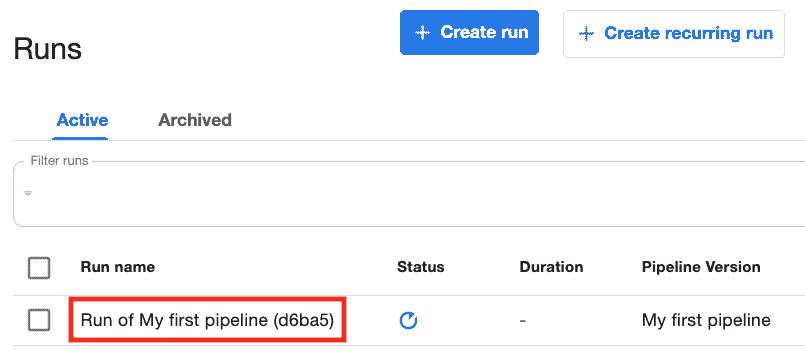 Runs
Create run
Create recurring run
Active
Archived
Filter runs
Run name Status Duration Pipeline Version
Run of My first pipeline (d6ba5) - My first pipeline